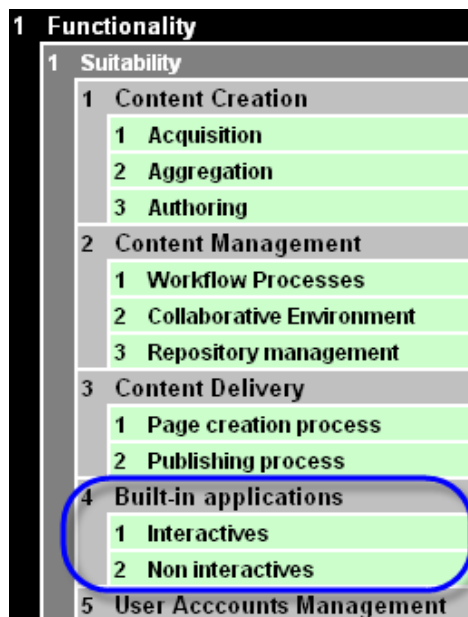 1 Functionality
1 Suitability
1 Content Creation
1 Acquisition
2 Aggregation
3 Authoring
2 Content Management
1 Workflow Processes
2 Collaborative Environment
3 Repository management
3 Content Delivery
1 Page creation process
2 Publishing process
4 Built-in applications
1 Interactives
2 Non interactives
5 User Acccounts Management